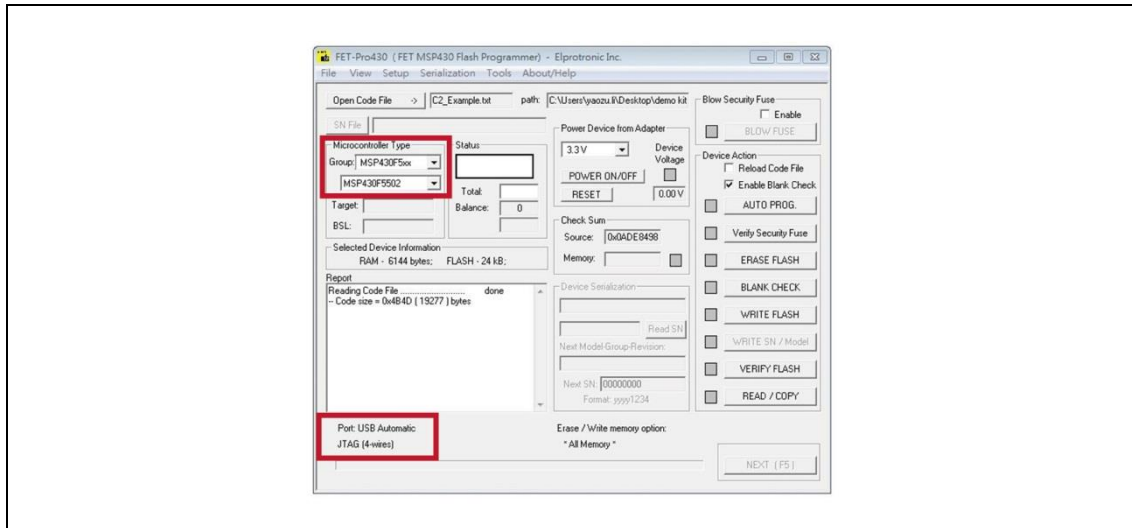 FET-Pro430 ( FET MSP430 Flash Programmer) - Elprotronic Inc.
File View Setup Serialization Tools About/Help
Open Code File -> C2_Example.txt path: C:\Users\yaozu.li\Desktop\demo kit
SN File
Microcontroller Type
Group: MSP430F5xx
MSP430F5502
Target:
BSL:
Status
Total:
Balance: 0
Selected Device Information
RAM - 6144 bytes; FLASH - 24 kB;
Report
Reading Code File .............................. done
-- Code size = 0x4B4D ( 19277 ) bytes
Power Device from Adapter
3.3 V
Device
Voltage
POWER ON/OFF
RESET 0.00 V
Check Sum
Source: 0x0ADE8498
Memory:
Device Serialization
Read SN
Next Model-Group-Revision:
Next SN: 00000000
Format: yyyy1234
Blow Security Fuse
Enable
BLOW FUSE
Device Action
Reload Code File
Enable Blank Check
AUTO PROG.
Verify Security Fuse
ERASE FLASH
BLANK CHECK
WRITE FLASH
WRITE SN / Model
VERIFY FLASH
READ / COPY
Port: USB Automatic
JTAG (4-wires)
Erase / Write memory option:
* All Memory *
NEXT ( F5 )